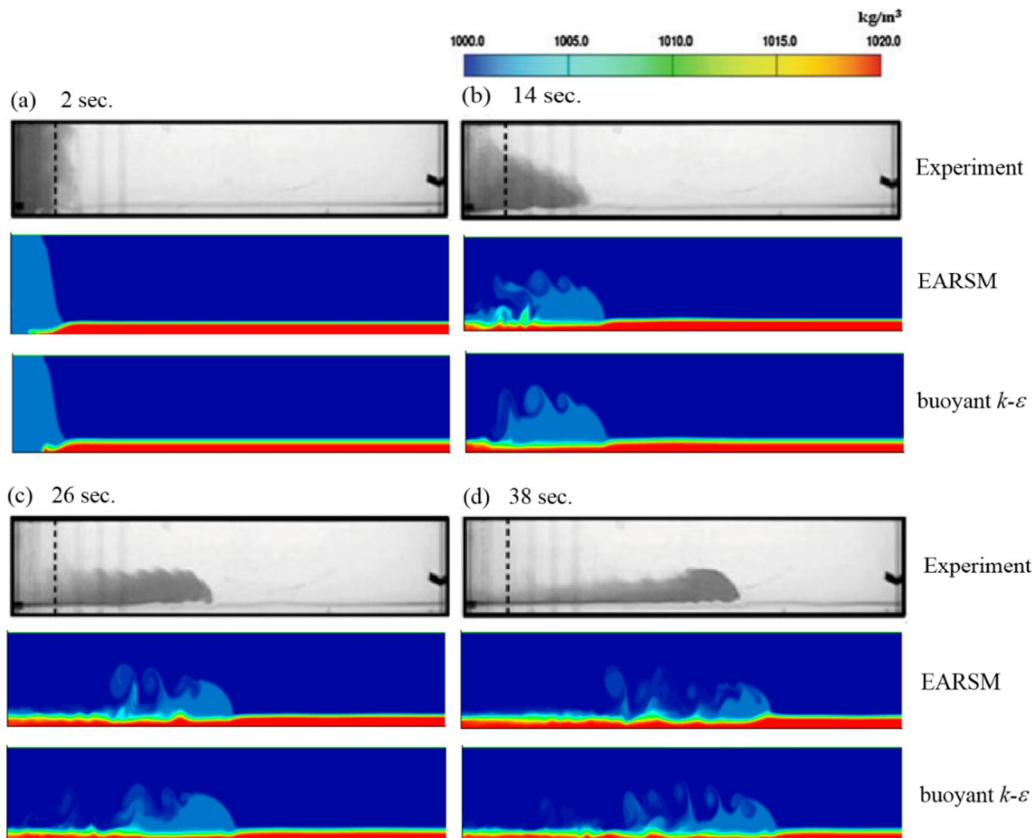 kg/m³
1000.0 1005.0 1010.0 1015.0 1020.0
(a) 2 sec.
(b) 14 sec.
Experiment
EARSM
buoyant k-ε
(c) 26 sec.
(d) 38 sec.
Experiment
EARSM
buoyant k-ε